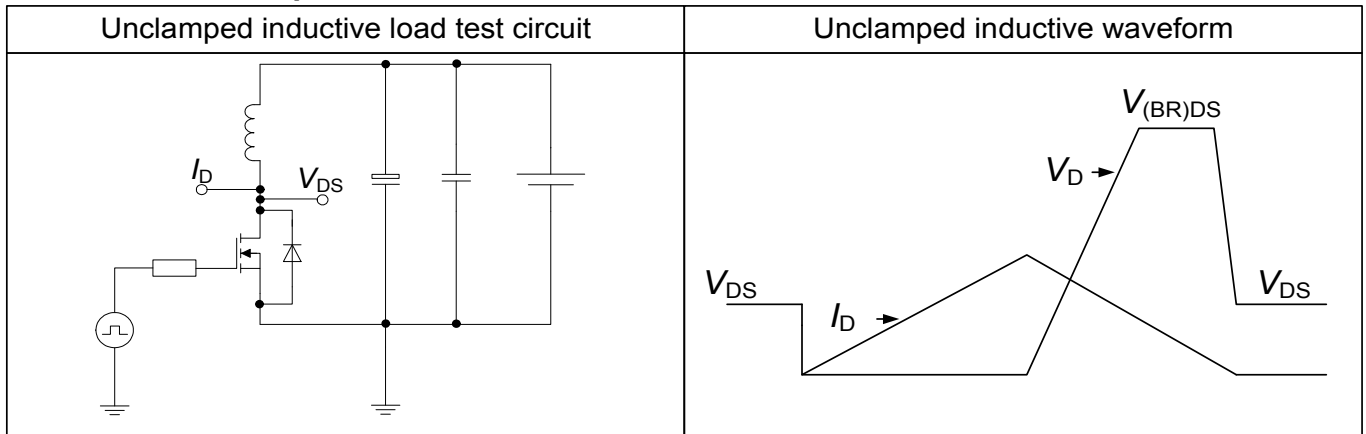 Unclamped inductive load test circuit
Unclamped inductive waveform
V(BR)DS
VD
ID
VDS
VDS
VDS
ID